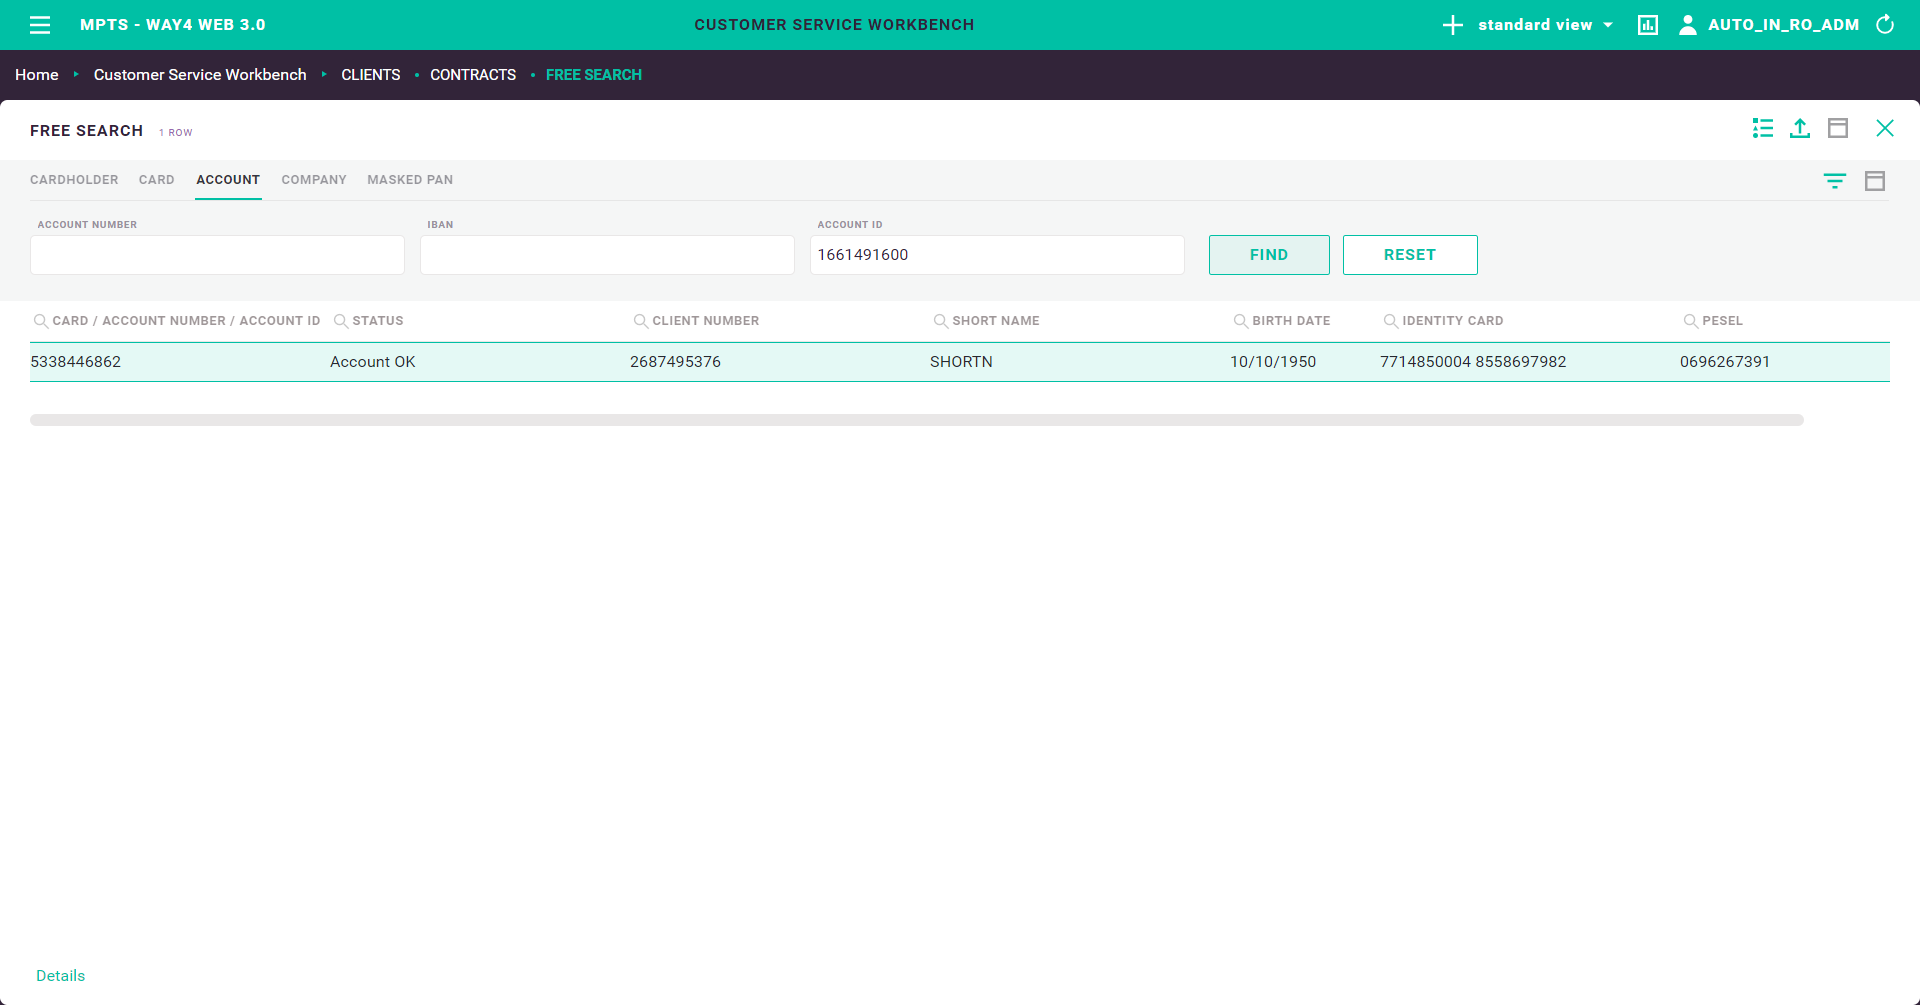 MPTS - WAY4 WEB 3.0
CUSTOMER SERVICE WORKBENCH
standard view
AUTO_IN_RO_ADM
Home
Customer Service Workbench
CLIENTS
CONTRACTS
FREE SEARCH
FREE SEARCH 1 ROW
CARDHOLDER CARD ACCOUNT COMPANY MASKED PAN
ACCOUNT NUMBER IBAN ACCOUNT ID
1661491600 FIND RESET
CARD / ACCOUNT NUMBER / ACCOUNT ID STATUS CLIENT NUMBER SHORT NAME BIRTH DATE IDENTITY CARD PESEL
5338446862 Account OK 2687495376 SHORTN 10/10/1950 7714850004 8558697982 0696267391
Details